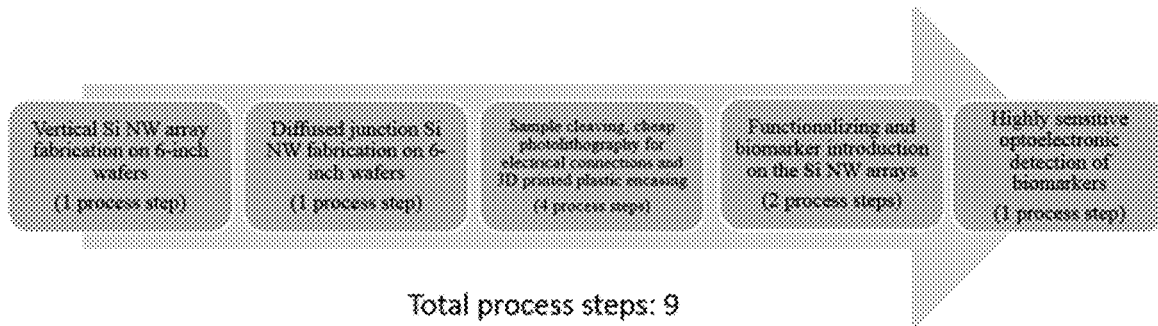 Vertical Si NW array
fabrication on 6-inch
wafers
(1 process step)
Diffused junction Si
NW fabrication on 6-
inch wafers
(1 process step)
Sample cleaving, cheap
photolithography for
electrical connections and
3D printed plastic encasing
(4 process steps)
Functionalizing and
biomarker introduction
on the Si NW arrays
(2 process steps)
Highly sensitive
optoelectronic
detection of
biomarkers
(1 process step)
Total process steps: 9